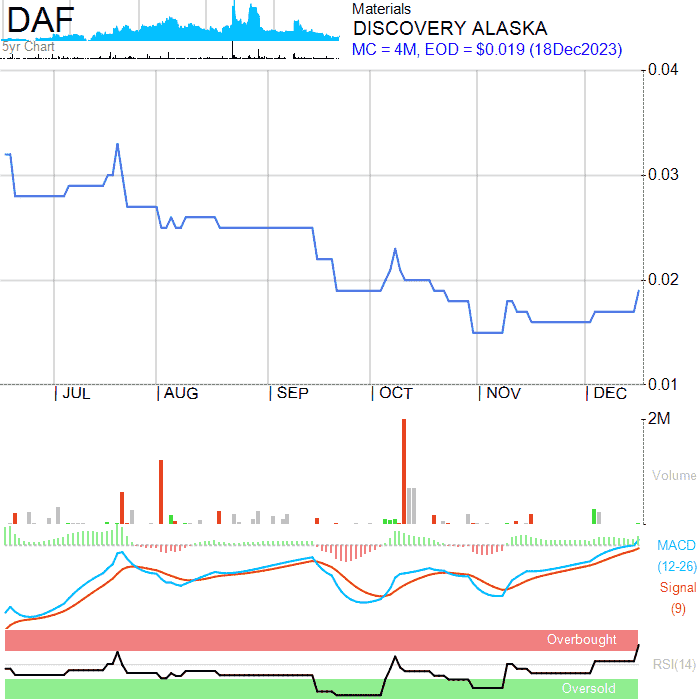 DAF
5yr Chart
Materials
DISCOVERY ALASKA
MC = 4M, EOD = $0.019 (18Dec2023)
0.04
0.03
0.02
0.01
JUL AUG SEP OCT NOV DEC
2M
Volume
MACD
(12-26)
Signal
(9)
Overbought
RSI(14)
Oversold